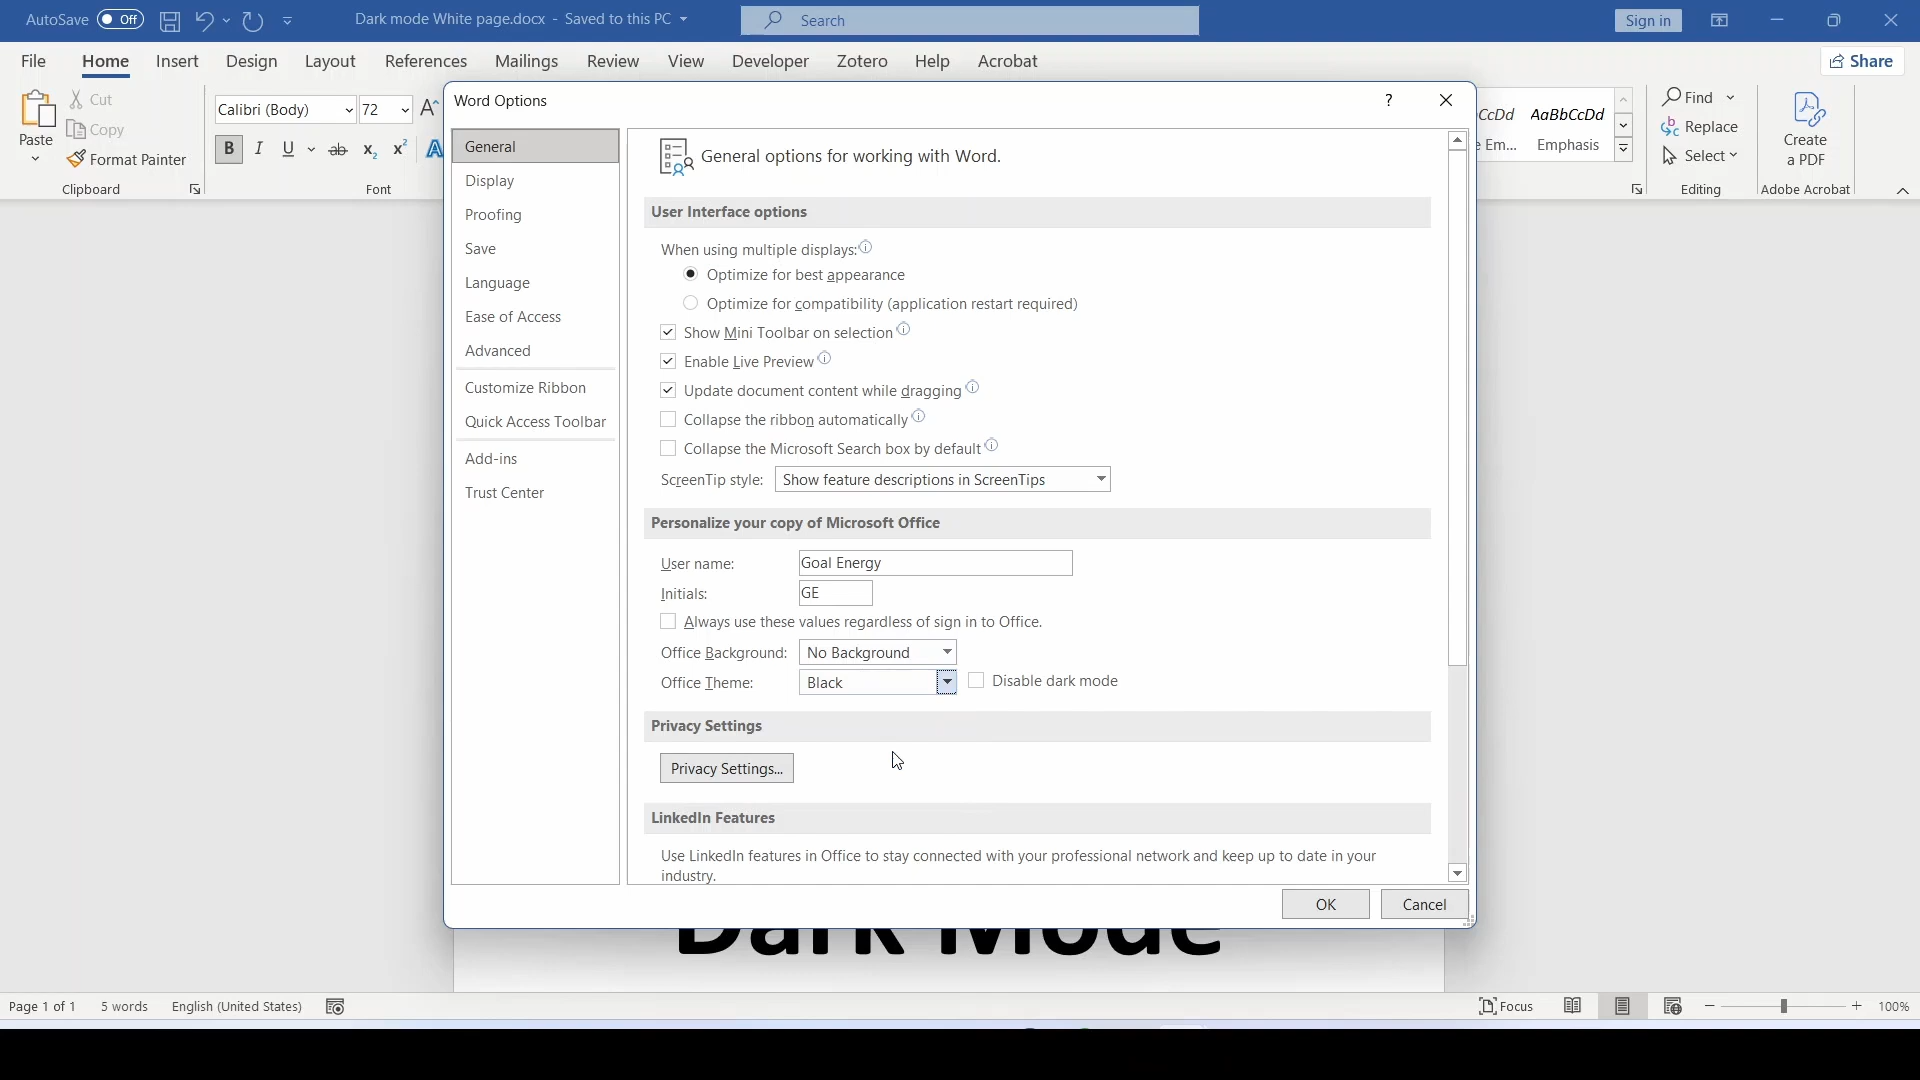 AutoSave Off Dark mode White page.docx - Saved to this PC Search Sign in
File Home Insert Design Layout References Mailings Review View Developer Zotero Help Acrobat Share
Paste
Cut
Copy
Format Painter
Clipboard
Calibri (Body) 72 A^
B I U ab x₂ x² A
Font
Word Options ?
General
Display
Proofing
Save
Language
Ease of Access
Advanced
Customize Ribbon
Quick Access Toolbar
Add-ins
Trust Center
General options for working with Word.
User Interface options
When using multiple displays:
Optimize for best appearance
Optimize for compatibility (application restart required)
Show Mini Toolbar on selection
Enable Live Preview
Update document content while dragging
Collapse the ribbon automatically
Collapse the Microsoft Search box by default
ScreenTip style: Show feature descriptions in ScreenTips
Personalize your copy of Microsoft Office
User name: Goal Energy
Initials: GE
Always use these values regardless of sign in to Office.
Office Background: No Background
Office Theme: Black Disable dark mode
Privacy Settings
Privacy Settings...
LinkedIn Features
Use LinkedIn features in Office to stay connected with your professional network and keep up to date in your
industry.
OK Cancel
CcDd AaBbCcDd
e Em... Emphasis
Find
Replace
Select
Editing
Create
a PDF
Adobe Acrobat
Dark Mode
Page 1 of 1 5 words English (United States) Focus 100%